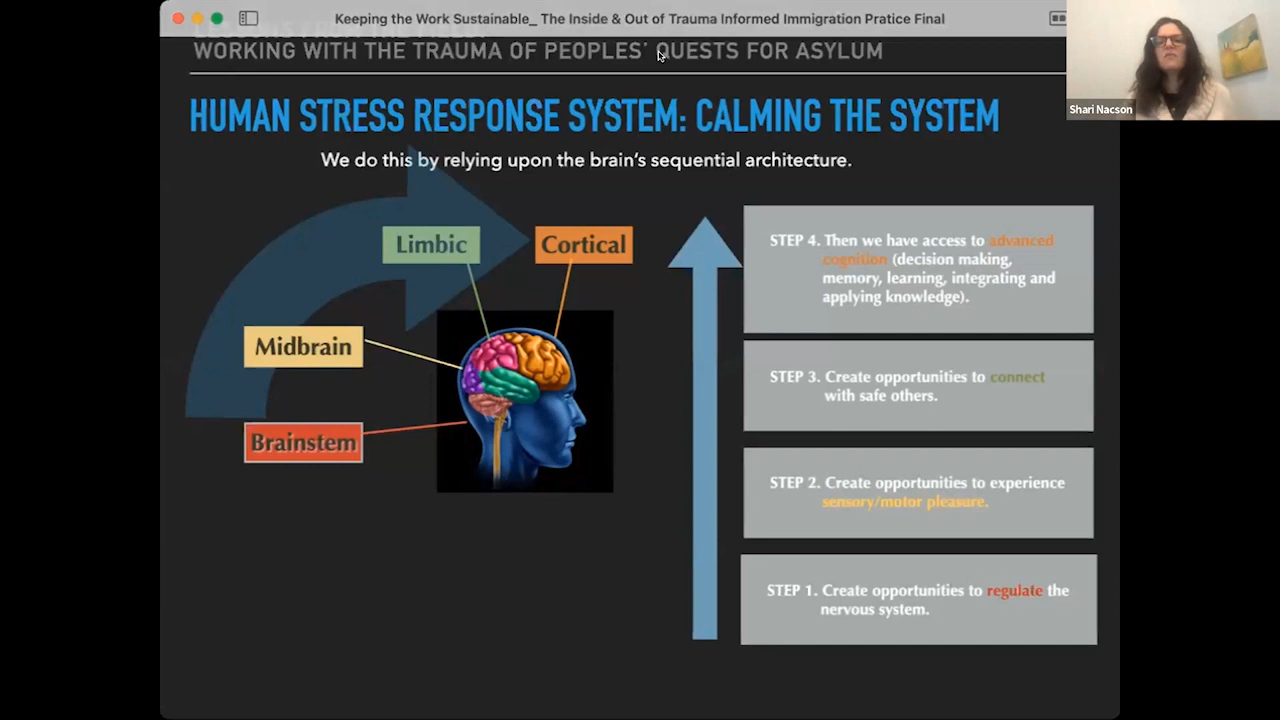 Keeping the Work Sustainable_ The Inside & Out of Trauma Informed Immigration Pratice Final
LESSONS FROM THE FIELD:
WORKING WITH THE TRAUMA OF PEOPLES' QUESTS FOR ASYLUM
Shari Nacson
HUMAN STRESS RESPONSE SYSTEM: CALMING THE SYSTEM
We do this by relying upon the brain's sequential architecture.
Limbic
Cortical
Midbrain
Brainstem
STEP 4. Then we have access to advanced
cognition (decision making,
memory, learning, integrating and
applying knowledge).
STEP 3. Create opportunities to connect
with safe others.
STEP 2. Create opportunities to experience
sensory/motor pleasure.
STEP 1. Create opportunities to regulate the
nervous system.